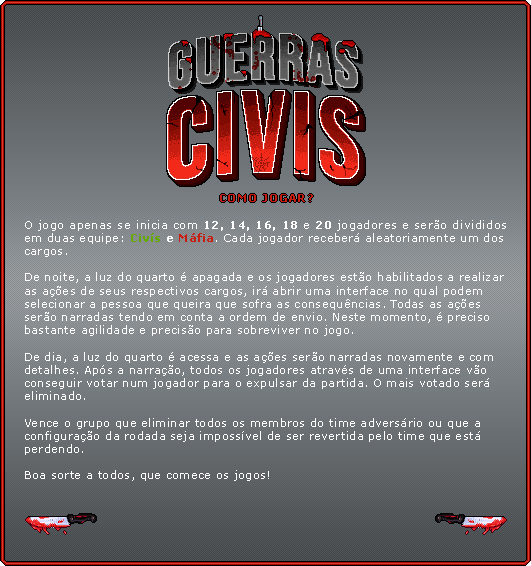 GUERRAS
CIVIS
COMO JOGAR?
O jogo apenas se inicia com 12, 14, 16, 18 e 20 jogadores e serão divididos
em duas equipe: Civis e Máfia. Cada jogador receberá aleatoriamente um dos
cargos.
De noite, a luz do quarto é apagada e os jogadores estão habilitados a realizar
as ações de seus respectivos cargos, irá abrir uma interface no qual podem
selecionar a pessoa que queira que sofra as consequências. Todas as ações
serão narradas tendo em conta a ordem de envio. Neste momento, é preciso
bastante agilidade e precisão para sobreviver no jogo.
De dia, a luz do quarto é acessa e as ações serão narradas novamente e com
detalhes. Após a narração, todos os jogadores através de uma interface vão
conseguir votar num jogador para o expulsar da partida. O mais votado será
eliminado.
Vence o grupo que eliminar todos os membros do time adversário ou que a
configuração da rodada seja impossível de ser revertida pelo time que está
perdendo.
Boa sorte a todos, que comece os jogos!